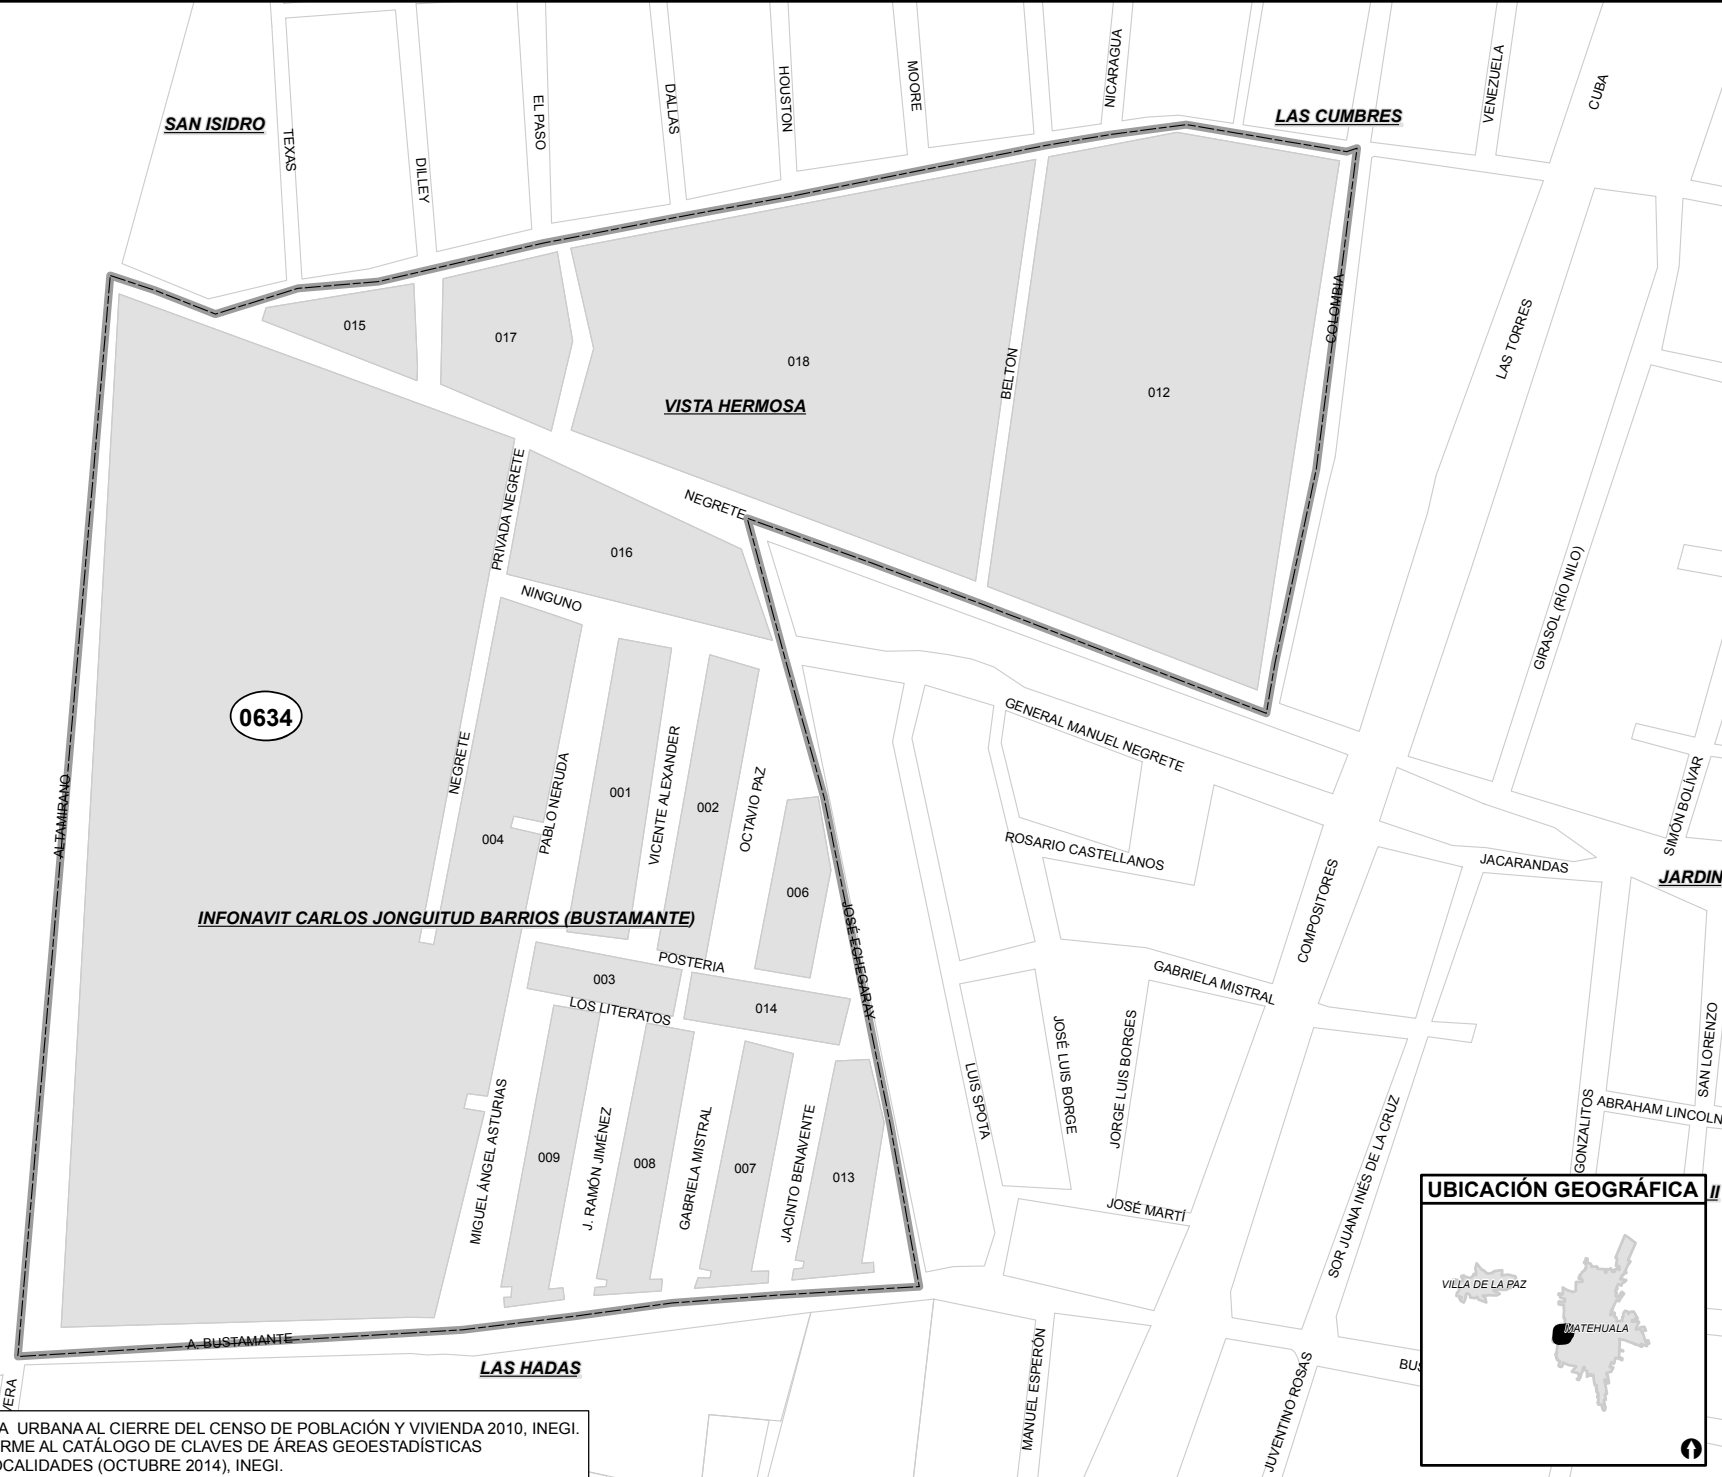 NICARAGUA
VENEZUELA
CUBA
HOUSTON
MOORE
DALLAS
EL PASO
SAN ISIDRO
LAS CUMBRES
TEXAS
DILLEY
015
017
018
VISTA HERMOSA
BELTON
012
COLOMBIA
LAS TORRES
PRIVADA NEGRETE
NEGRETE
016
NINGUNO
GIRASOL (RÍO NILO)
0634
GENERAL MANUEL NEGRETE
ALTAMIRANO
NEGRETE
PABLO NERUDA
001
VICENTE ALEXANDER
002
OCTAVIO PAZ
004
006
ROSARIO CASTELLANOS
COMPOSITORES
SIMÓN BOLÍVAR
JACARANDAS
JARDIN
INFONAVIT CARLOS JONGUITUD BARRIOS (BUSTAMANTE)
JOSÉ ECHEGARAY
POSTERIA
003
LOS LITERATOS
014
GABRIELA MISTRAL
LUIS SPOTA
JOSÉ LUIS BORGE
JORGE LUIS BORGES
SOR JUANA INÉS DE LA CRUZ
GONZALITOS
SAN LORENZO
ABRAHAM LINCOLN
MIGUEL ÁNGEL ASTURIAS
009
J. RAMÓN JIMÉNEZ
008
GABRIELA MISTRAL
007
JACINTO BENAVENTE
013
JOSÉ MARTÍ
II
A. BUSTAMANTE
LAS HADAS
MANUEL ESPERÓN
JUVENTINO ROSAS
BUS
VERA
UBICACIÓN GEOGRÁFICA
VILLA DE LA PAZ
MATEHUALA
A URBANA AL CIERRE DEL CENSO DE POBLACIÓN Y VIVIENDA 2010, INEGI.
RME AL CATÁLOGO DE CLAVES DE ÁREAS GEOESTADÍSTICAS
OCALIDADES (OCTUBRE 2014), INEGI.